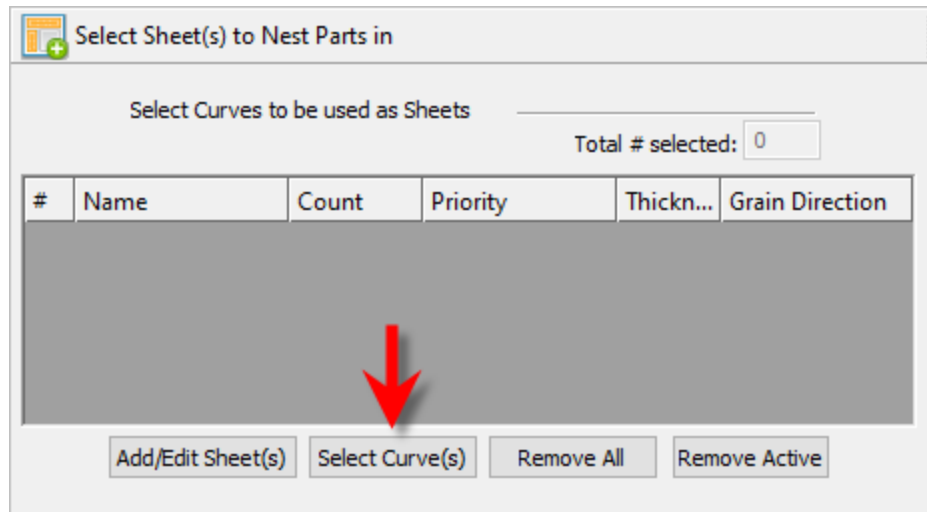 Select Sheet(s) to Nest Parts in
Select Curves to be used as Sheets
Total # selected: 0
# Name Count Priority Thickn... Grain Direction
Add/Edit Sheet(s) Select Curve(s) Remove All Remove Active